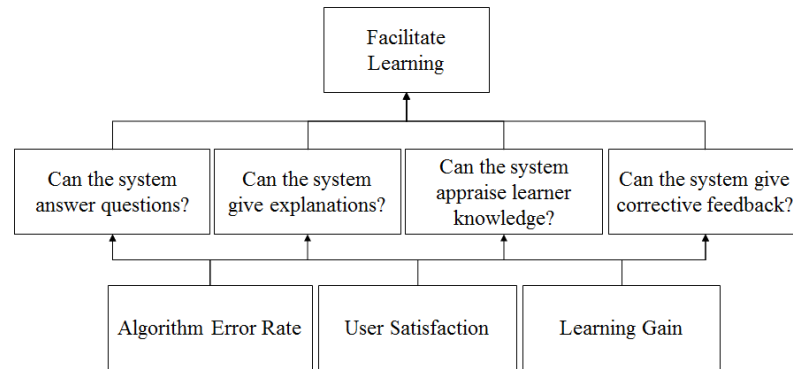 Facilitate
Learning
Can the system
answer questions?
Can the system
give explanations?
Can the system
appraise learner
knowledge?
Can the system give
corrective feedback?
Algorithm Error Rate
User Satisfaction
Learning Gain